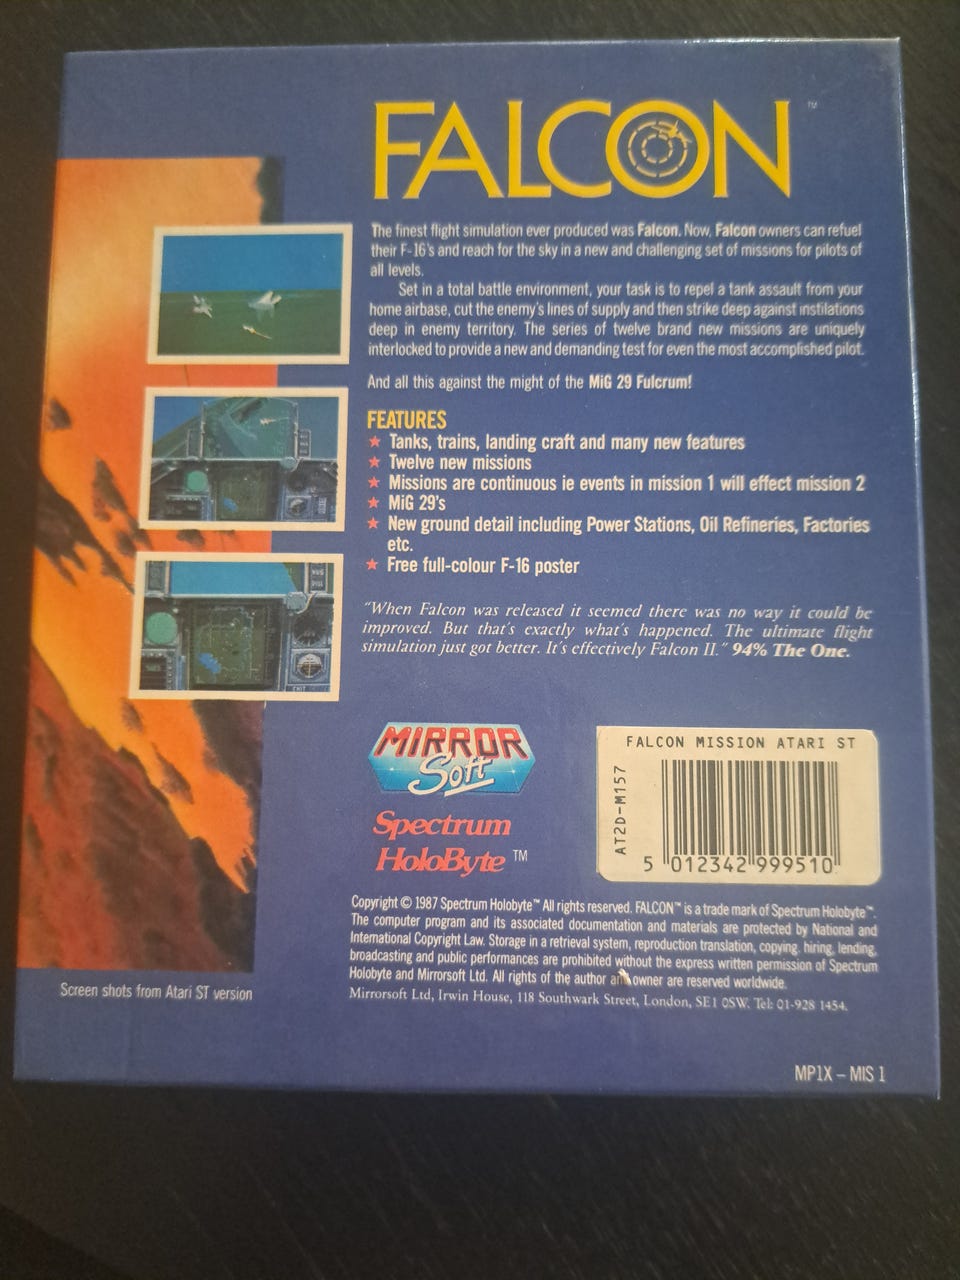 FALCON™
The finest flight simulation ever produced was Falcon. Now, Falcon owners can refuel
their F-16's and reach for the sky in a new and challenging set of missions for pilots of
all levels.
Set in a total battle environment, your task is to repel a tank assault from your
home airbase, cut the enemy's lines of supply and then strike deep against instilations
deep in enemy territory. The series of twelve brand new missions are uniquely
interlocked to provide a new and demanding test for even the most accomplished pilot.
And all this against the might of the MiG 29 Fulcrum!
FEATURES
★ Tanks, trains, landing craft and many new features
★ Twelve new missions
★ Missions are continuous ie events in mission 1 will effect mission 2
★ MiG 29's
★ New ground detail including Power Stations, Oil Refineries, Factories
etc.
★ Free full-colour F-16 poster
"When Falcon was released it seemed there was no way it could be
improved. But that's exactly what's happened. The ultimate flight
simulation just got better. It's effectively Falcon II." 94% The One.
MIRROR
Soft
Spectrum
HoloByte™
FALCON MISSION ATARI ST
AT2D-M157
5 012342 999510
Copyright © 1987 Spectrum Holobyte™ All rights reserved. FALCON™ is a trade mark of Spectrum Holobyte™.
The computer program and its associated documentation and materials are protected by National and
International Copyright Law. Storage in a retrieval system, reproduction translation, copying, hiring, lending,
broadcasting and public performances are prohibited without the express written permission of Spectrum
Holobyte and Mirrorsoft Ltd. All rights of the author an owner are reserved worldwide.
Mirrorsoft Ltd, Irwin House, 118 Southwark Street, London, SE1 0SW. Tel: 01-928 1454.
Screen shots from Atari ST version
MP1X – MIS 1
EXIT